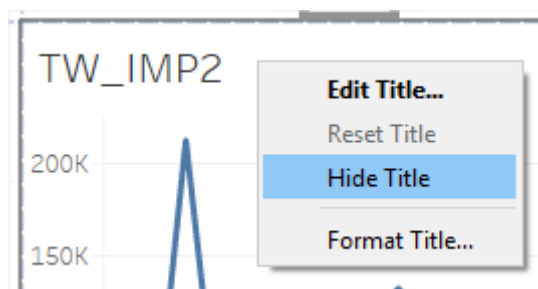 TW_IMP2
Edit Title...
Reset Title
Hide Title
Format Title...
200K
150K